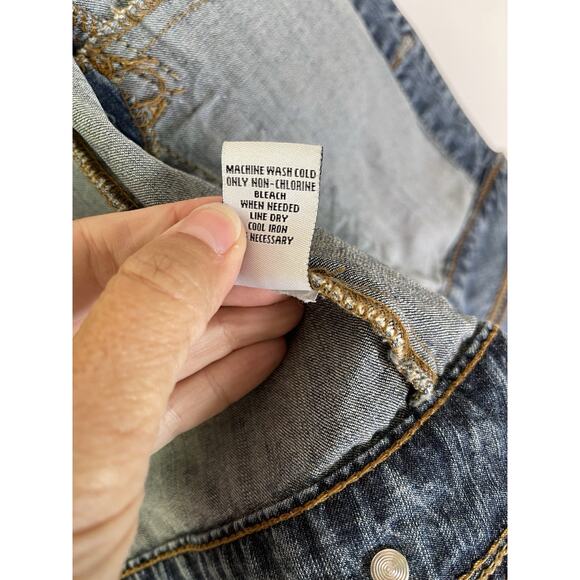 MACHINE WASH COLD
ONLY NON-CHLORINE
BLEACH
WHEN NEEDED
LINE DRY
COOL IRON
NECESSARY